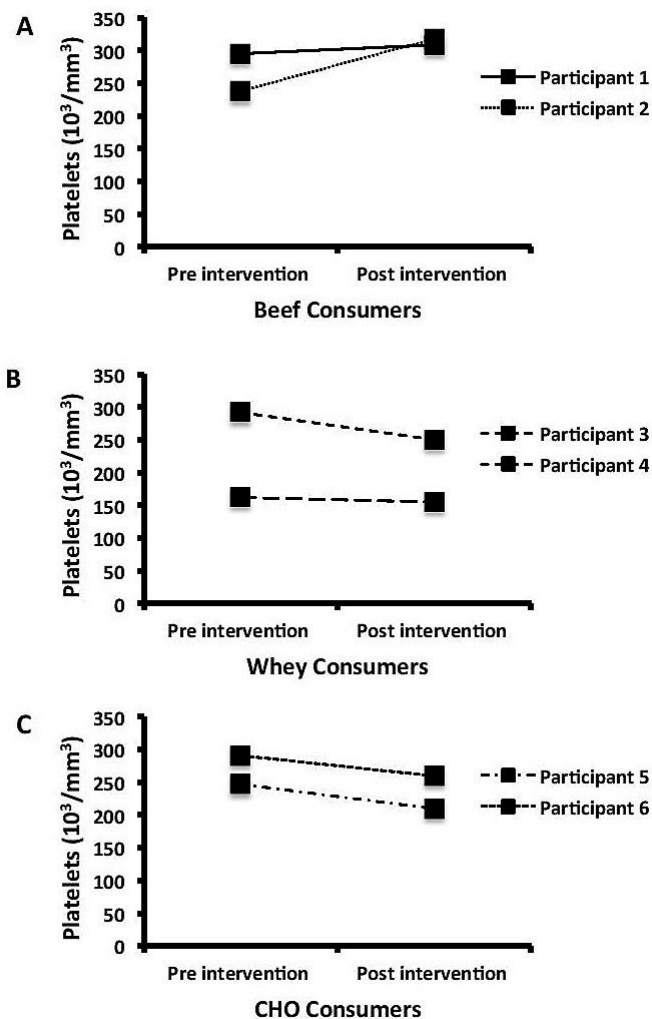 A
350
300
250
200
150
100
50
0
Platelets (10³/mm³)
Pre intervention
Post intervention
Beef Consumers
Participant 1
Participant 2
B
350
300
250
200
150
100
50
0
Platelets (10³/mm³)
Pre intervention
Post intervention
Whey Consumers
Participant 3
Participant 4
C
350
300
250
200
150
100
50
0
Platelets (10³/mm³)
Pre intervention
Post intervention
CHO Consumers
Participant 5
Participant 6